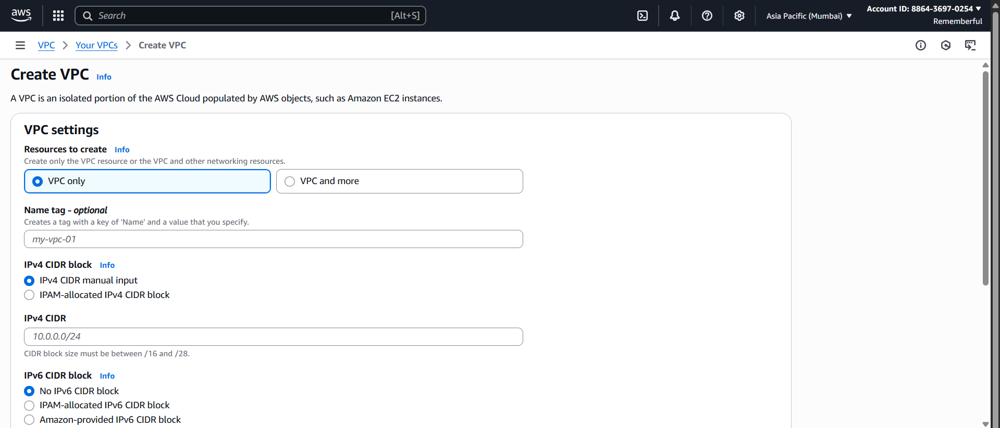 aws
Search [Alt+S]
Asia Pacific (Mumbai)
Account ID: 8864-3697-0254
Rememberful
VPC
Your VPCs
Create VPC
Create VPC Info
A VPC is an isolated portion of the AWS Cloud populated by AWS objects, such as Amazon EC2 instances.
VPC settings
Resources to create Info
Create only the VPC resource or the VPC and other networking resources.
VPC only
VPC and more
Name tag - optional
Creates a tag with a key of 'Name' and a value that you specify.
my-vpc-01
IPv4 CIDR block Info
IPv4 CIDR manual input
IPAM-allocated IPv4 CIDR block
IPv4 CIDR
10.0.0.0/24
CIDR block size must be between /16 and /28.
IPv6 CIDR block Info
No IPv6 CIDR block
IPAM-allocated IPv6 CIDR block
Amazon-provided IPv6 CIDR block